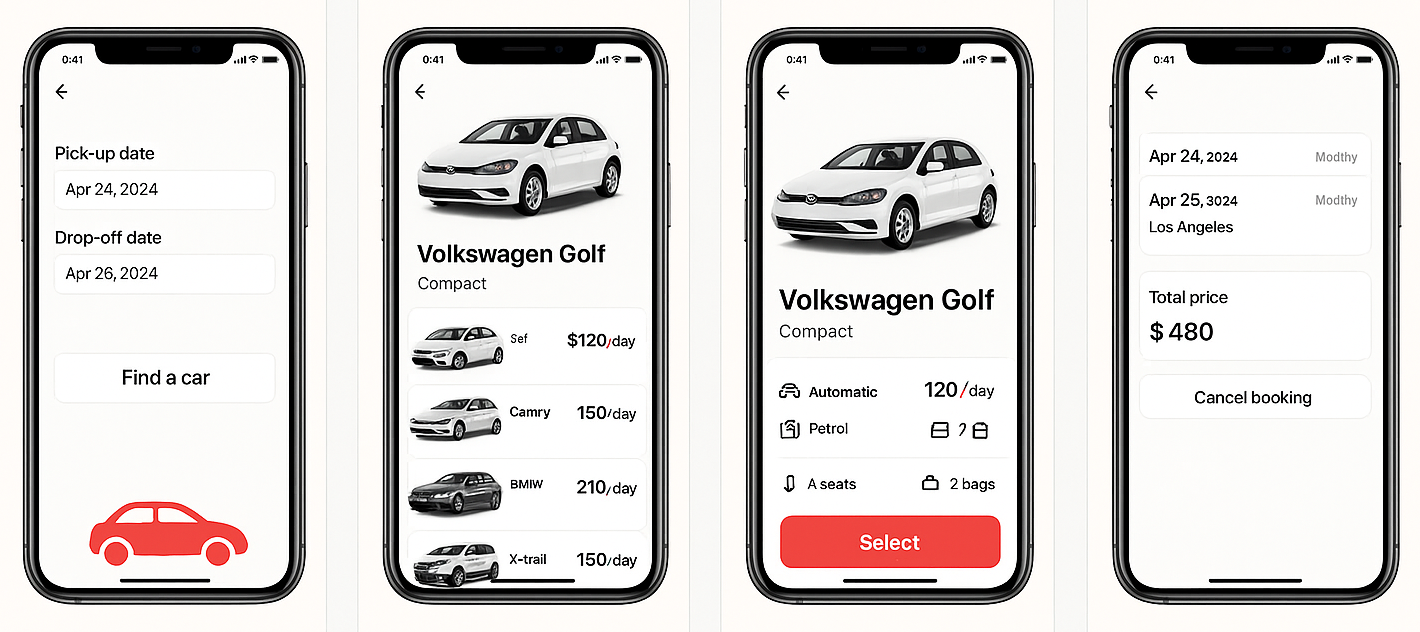 0:41
Pick-up date
Apr 24, 2024
Drop-off date
Apr 26, 2024
Find a car
0:41
Volkswagen Golf
Compact
Sef $120/day
Camry 150/day
BMIW 210/day
X-trail 150/day
0:41
Volkswagen Golf
Compact
Automatic 120/day
Petrol ?
A seats 2 bags
Select
0:41
Apr 24, 2024 Modthy
Apr 25, 3024 Modthy
Los Angeles
Total price
$ 480
Cancel booking